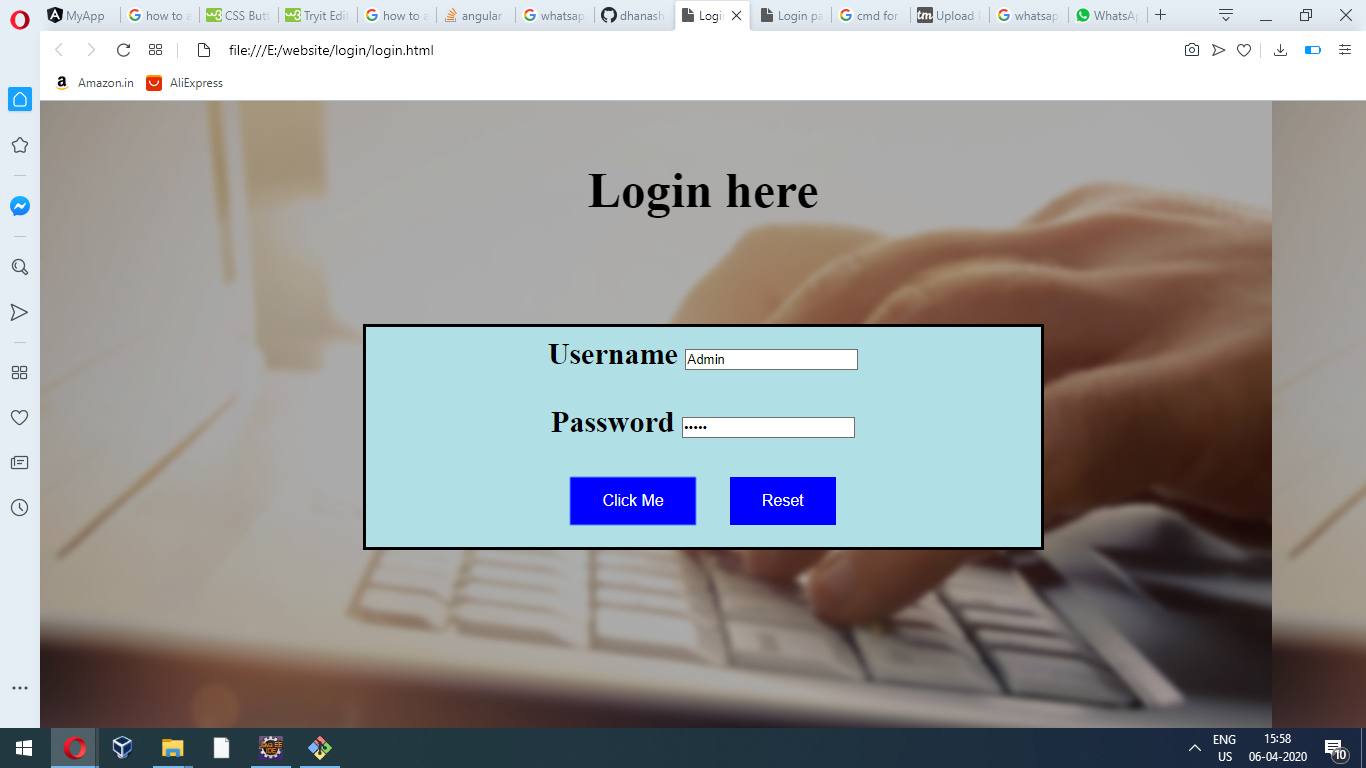 MyApp how to a CSS Butt Tryit Edit how to a angular whatsap dhanash Login Login pa cmd for tm Upload whatsap WhatsAp
file:///E:/website/login/login.html
a Amazon.in AliExpress
Login here
Username Admin
Password •••••
Click Me Reset
ENG 15:58
US 06-04-2020 10